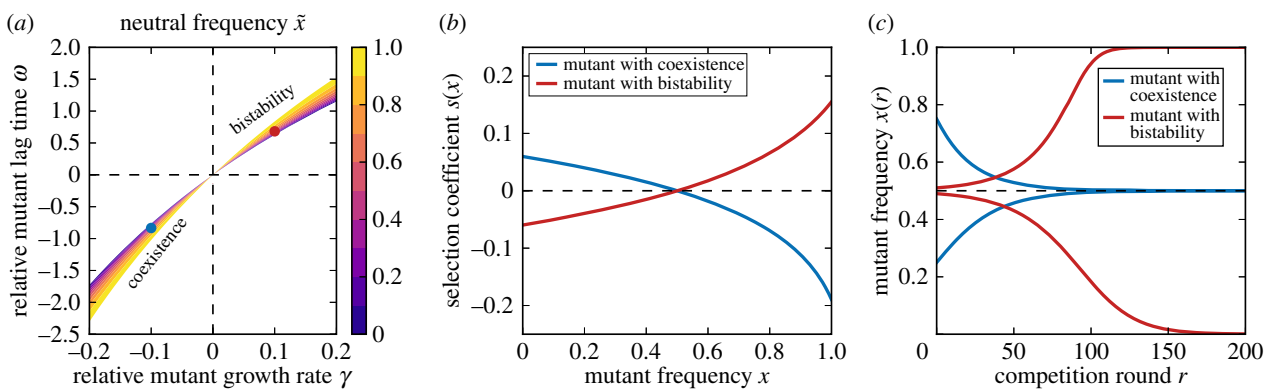 (a) neutral frequency x̃
relative mutant lag time ω
2.0
1.5
1.0
0.5
0
–0.5
–1.0
–1.5
–2.0
–2.5
bistability
coexistence
–0.2 –0.1 0 0.1 0.2
relative mutant growth rate γ
1.0
0.8
0.6
0.4
0.2
0
(b)
selection coefficient s(x)
0.2
0.1
0
–0.1
–0.2
mutant with coexistence
mutant with bistability
0 0.2 0.4 0.6 0.8 1.0
mutant frequency x
(c)
mutant frequency x(r)
1.0
0.8
0.6
0.4
0.2
mutant with
coexistence
mutant with
bistability
0 50 100 150 200
competition round r